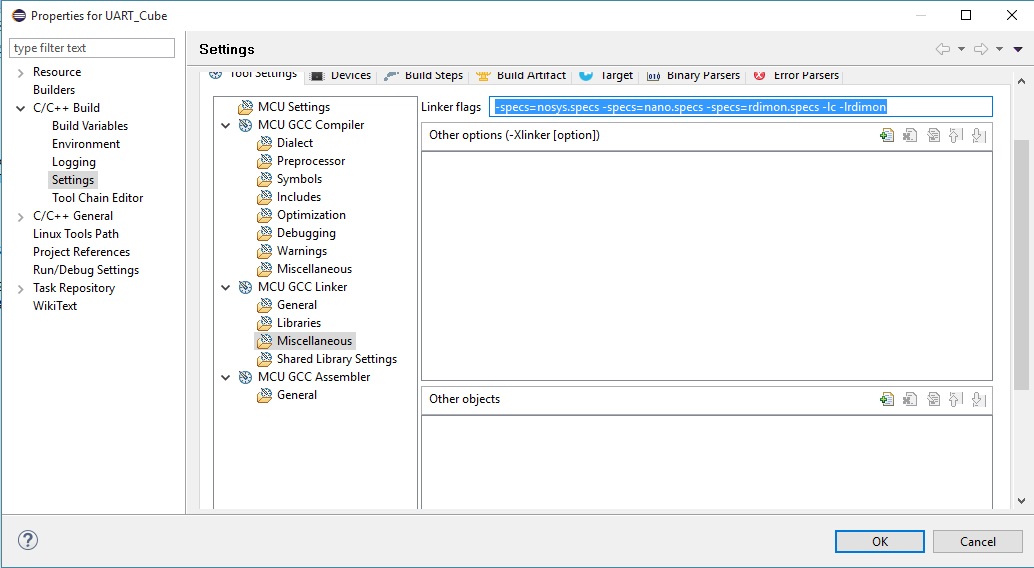 Properties for UART_Cube
type filter text
Resource
Builders
C/C++ Build
Build Variables
Environment
Logging
Settings
Tool Chain Editor
C/C++ General
Linux Tools Path
Project References
Run/Debug Settings
Task Repository
WikiText
Settings
Tool Settings Devices Build Steps Build Artifact Target Binary Parsers Error Parsers
MCU Settings
MCU GCC Compiler
Dialect
Preprocessor
Symbols
Includes
Optimization
Debugging
Warnings
Miscellaneous
MCU GCC Linker
General
Libraries
Miscellaneous
Shared Library Settings
MCU GCC Assembler
General
Linker flags -specs=nosys.specs -specs=nano.specs -specs=rdimon.specs -lc -lrdimon
Other options (-Xlinker [option])
Other objects
OK Cancel